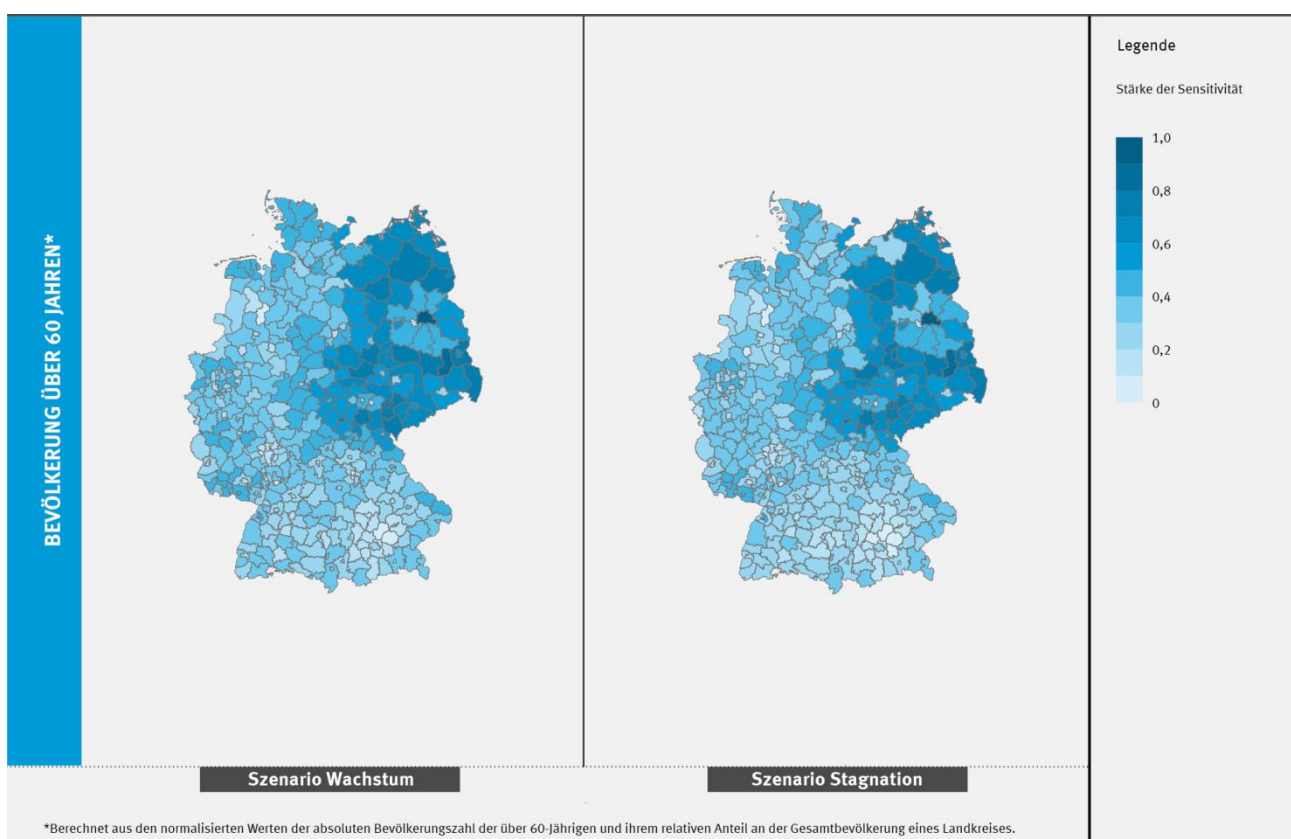 BEVÖLKERUNG ÜBER 60 JAHREN*
Legende
Stärke der Sensitivität
1,0
0,8
0,6
0,4
0,2
0
Szenario Wachstum
Szenario Stagnation
*Berechnet aus den normalisierten Werten der absoluten Bevölkerungszahl der über 60-Jährigen und ihrem relativen Anteil an der Gesamtbevölkerung eines Landkreises.